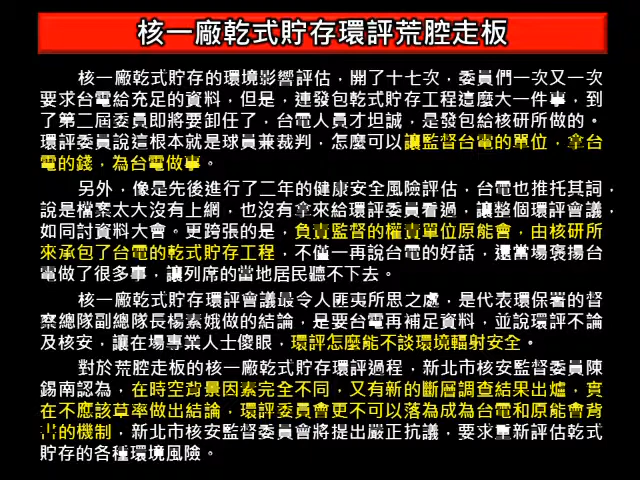 核一廠乾式貯存環評荒腔走板
核一廠乾式貯存的環境影響評估，開了十七次，委員們一次又一次
要求台電給充足的資料，但是，連發包乾式貯存工程這麼大一件事，到
了第二屆委員即將要卸任了，台電人員才坦誠，是發包給核研所做的。
環評委員說這根本就是球員兼裁判，怎麼可以讓監督台電的單位，拿台
電的錢，為台電做事。
另外，像是先後進行了二年的健康安全風險評估，台電也推托其詞，
說是檔案太大沒有上網，也沒有拿來給環評委員看過，讓整個環評會議，
如同討資料大會。更誇張的是，負責監督的權責單位原能會，由核研所
來承包了台電的乾式貯存工程，不僅一再說台電的好話，還當場褒揚台
電做了很多事，讓列席的當地居民聽不下去。
核一廠乾式貯存環評會議最令人匪夷所思之處，是代表環保署的督
察總隊副總隊長楊素娥做的結論，是要台電再補足資料，並說環評不論
及核安，讓在場專業人士傻眼，環評怎麼能不談環境輻射安全。
對於荒腔走板的核一廠乾式貯存環評過程，新北市核安監督委員陳
錫南認為，在時空背景因素完全不同，又有新的斷層調查結果出爐，實
在不應該草率做出結論，環評委員會更不可以落為成為台電和原能會背
書的機制，新北市核安監督委員會將提出嚴正抗議，要求重新評估乾式
貯存的各種環境風險。